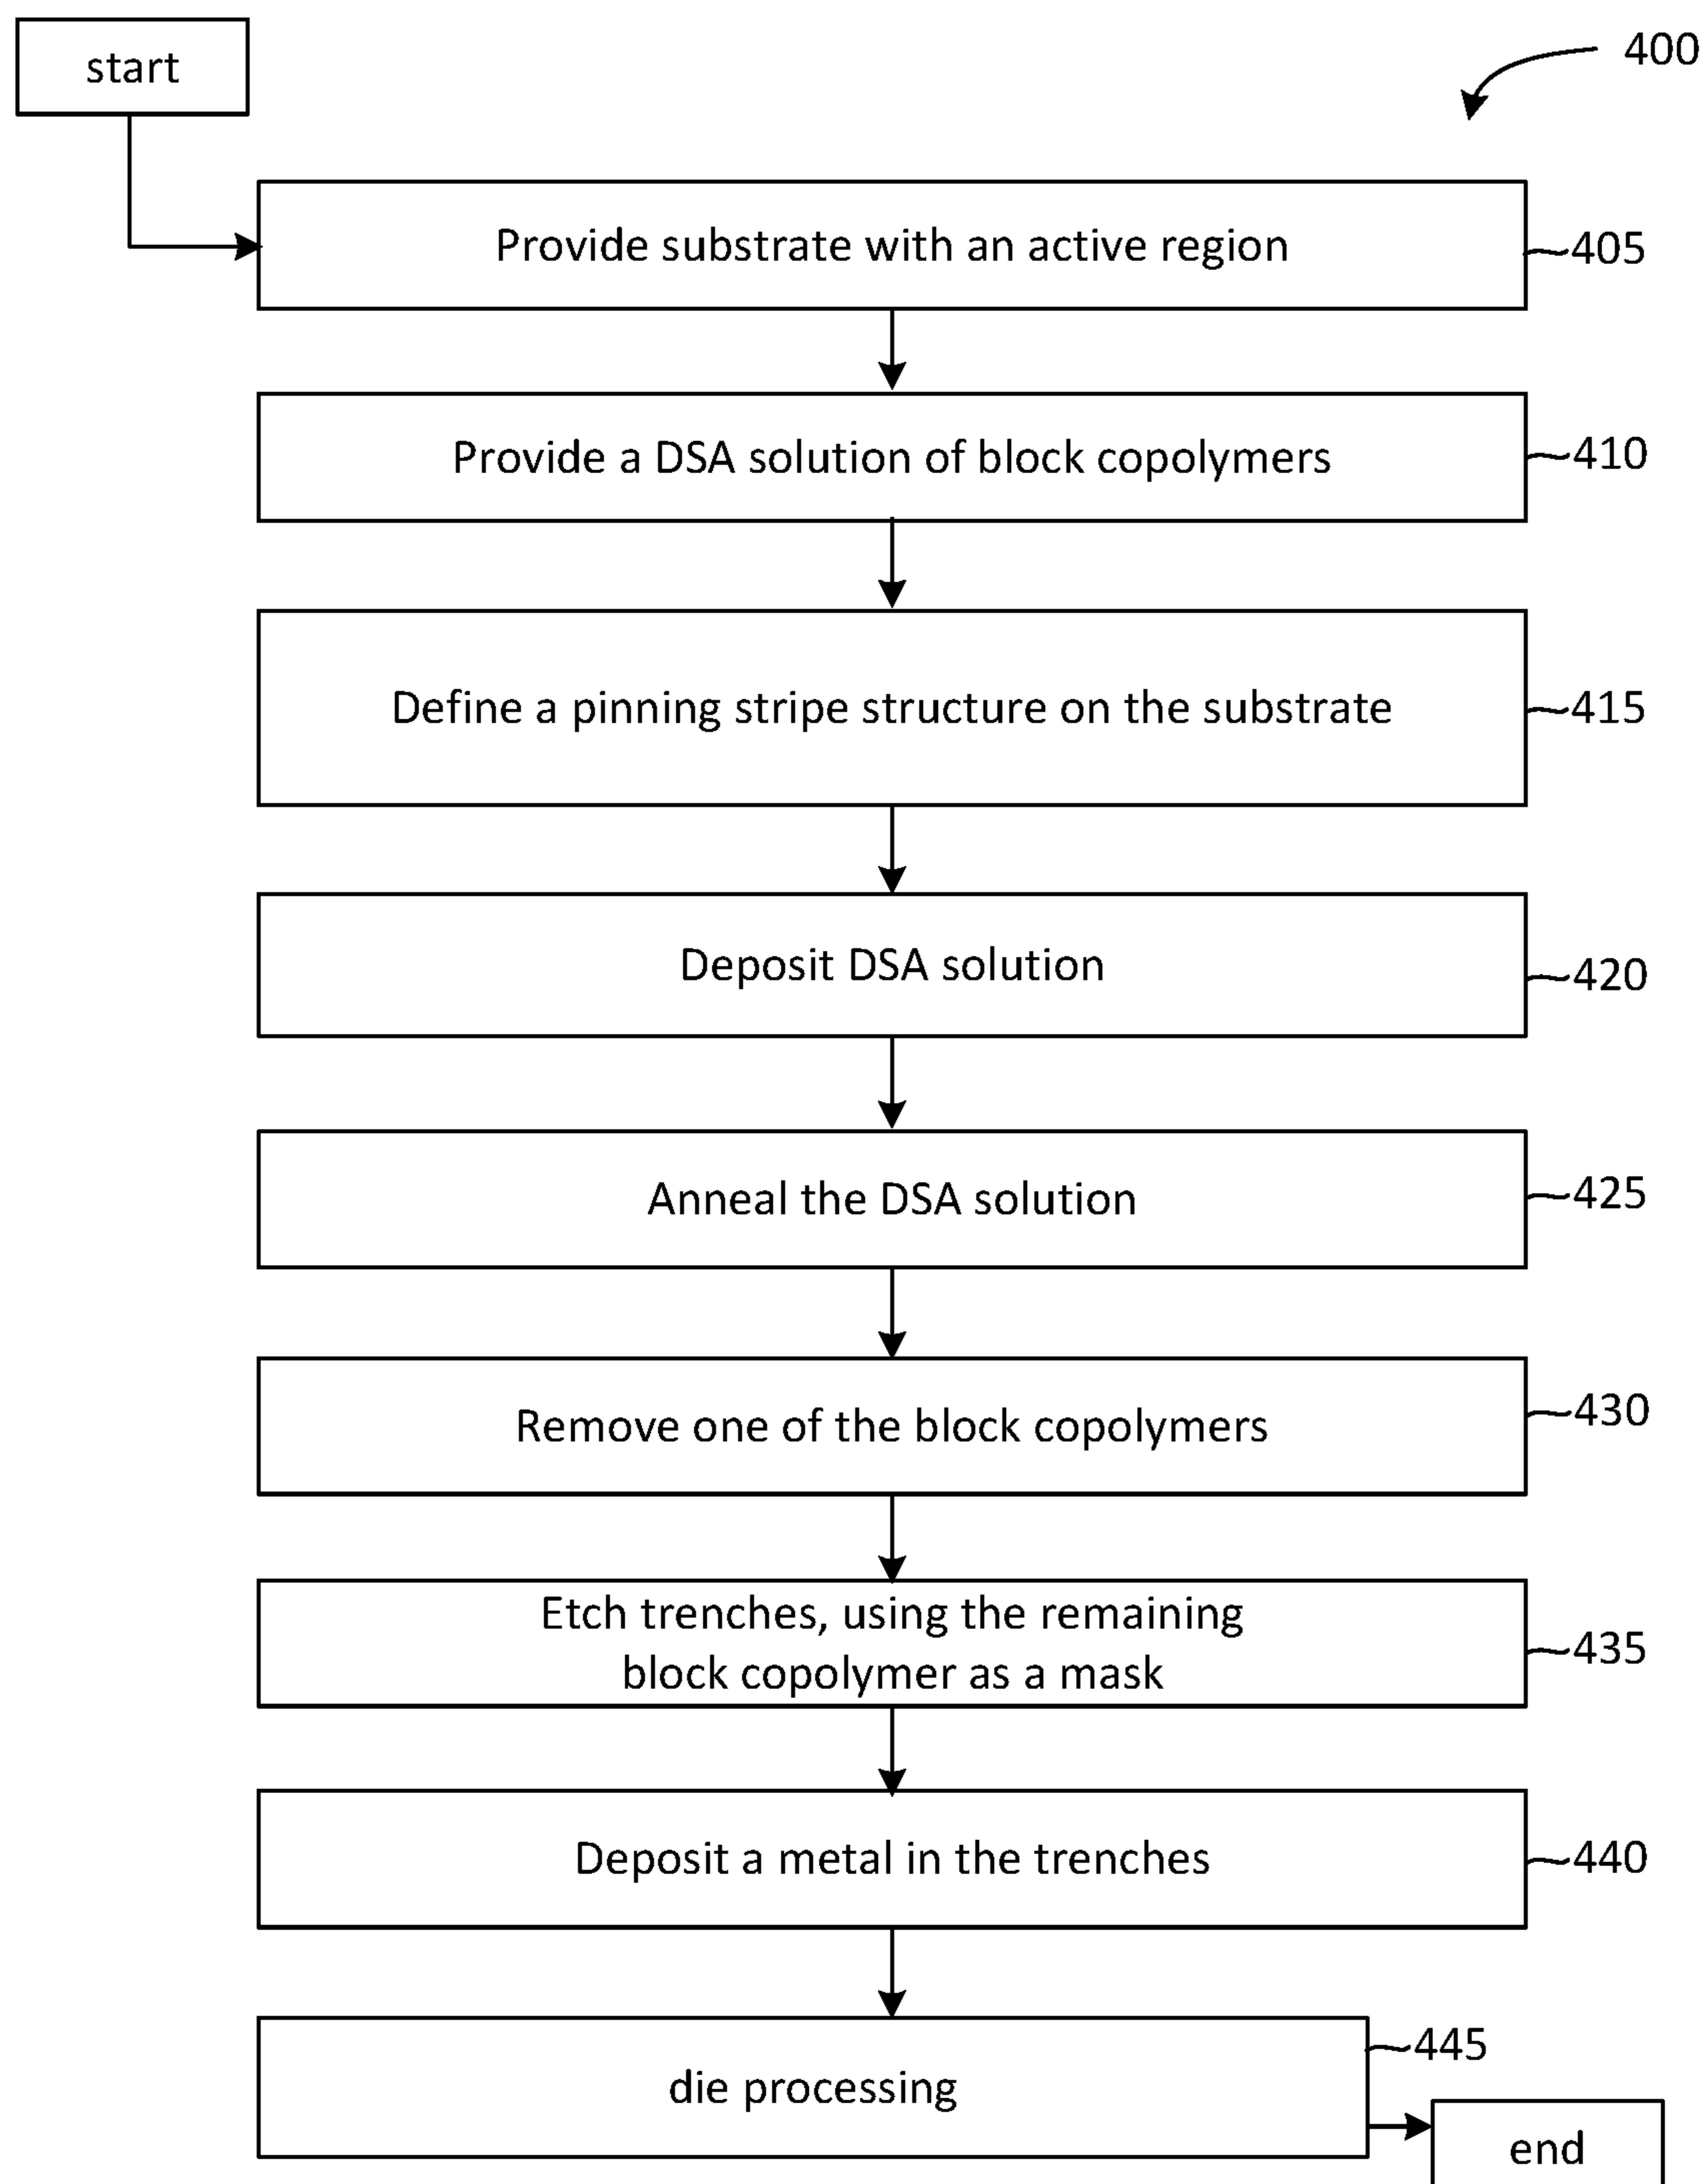 start
400
Provide substrate with an active region
405
Provide a DSA solution of block copolymers
410
Define a pinning stripe structure on the substrate
415
Deposit DSA solution
420
Anneal the DSA solution
425
Remove one of the block copolymers
430
Etch trenches, using the remaining
block copolymer as a mask
435
Deposit a metal in the trenches
440
die processing
445
end